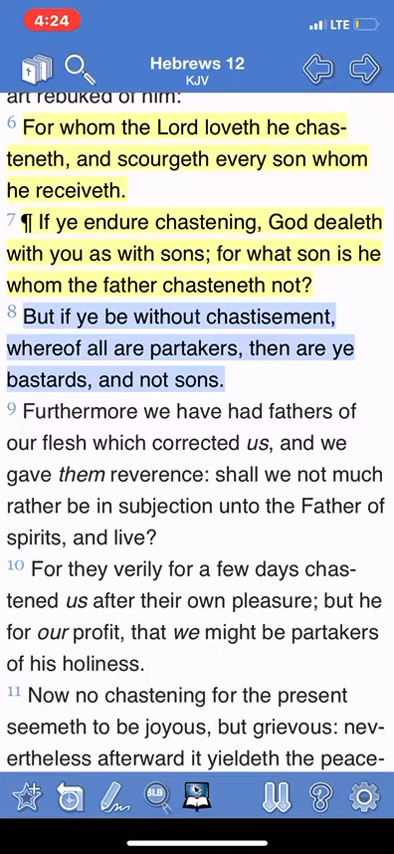 4:24
LTE
Hebrews 12
KJV
art rebuked of him:
6 For whom the Lord loveth he chas-
teneth, and scourgeth every son whom
he receiveth.
7 ¶ If ye endure chastening, God dealeth
with you as with sons; for what son is he
whom the father chasteneth not?
8 But if ye be without chastisement,
whereof all are partakers, then are ye
bastards, and not sons.
9 Furthermore we have had fathers of
our flesh which corrected us, and we
gave them reverence: shall we not much
rather be in subjection unto the Father of
spirits, and live?
10 For they verily for a few days chas-
tened us after their own pleasure; but he
for our profit, that we might be partakers
of his holiness.
11 Now no chastening for the present
seemeth to be joyous, but grievous: nev-
ertheless afterward it yieldeth the peace-
BLB